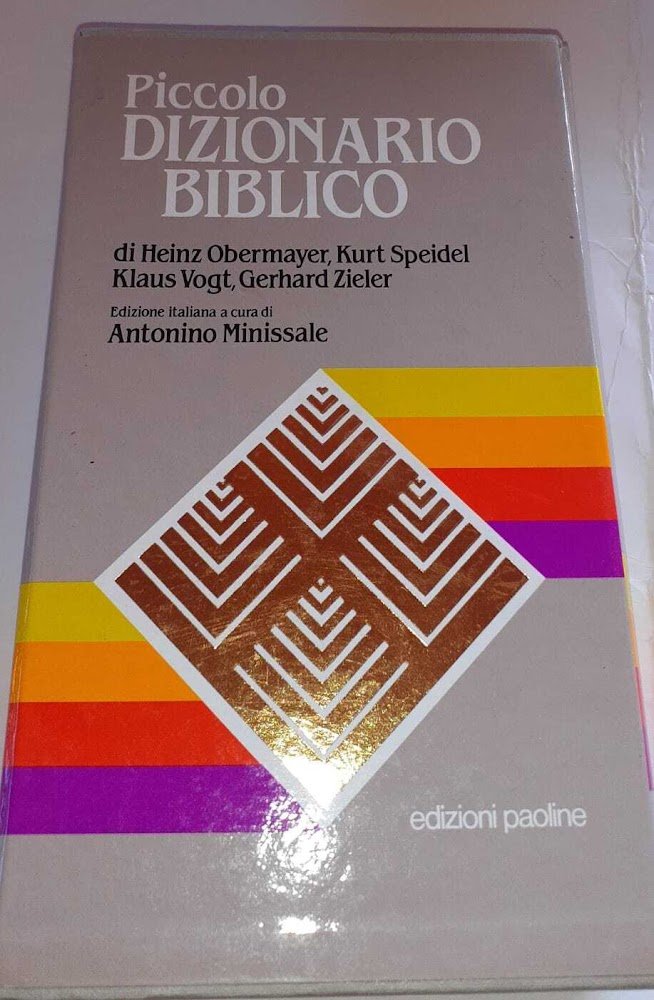 Piccolo
DIZIONARIO
BIBLICO
di Heinz Obermayer, Kurt Speidel
Klaus Vogt, Gerhard Zieler
Edizione italiana a cura di
Antonino Minissale
edizioni paoline